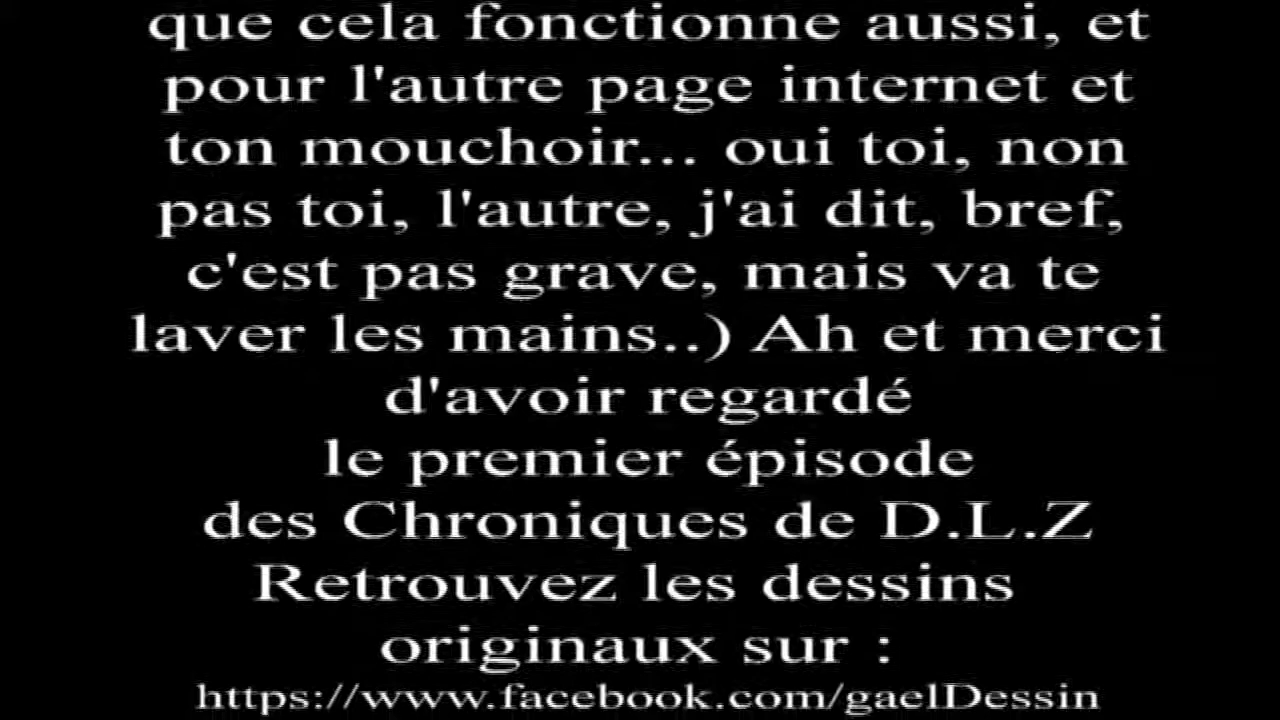 que cela fonctionne aussi, et
pour l'autre page internet et
ton mouchoir... oui toi, non
pas toi, l'autre, j'ai dit, bref,
c'est pas grave, mais va te
laver les mains..) Ah et merci
d'avoir regardé
le premier épisode
des Chroniques de D.L.Z
Retrouvez les dessins
originaux sur :
https://www.facebook.com/gaelDessin